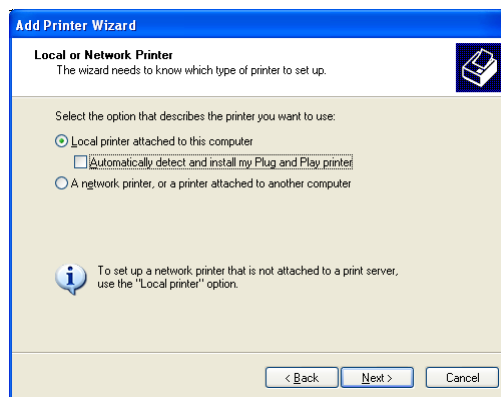 Add Printer Wizard
Local or Network Printer
The wizard needs to know which type of printer to set up.
Select the option that describes the printer you want to use:
Local printer attached to this computer
Automatically detect and install my Plug and Play printer
A network printer, or a printer attached to another computer
To set up a network printer that is not attached to a print server,
use the "Local printer" option.
< Back Next > Cancel